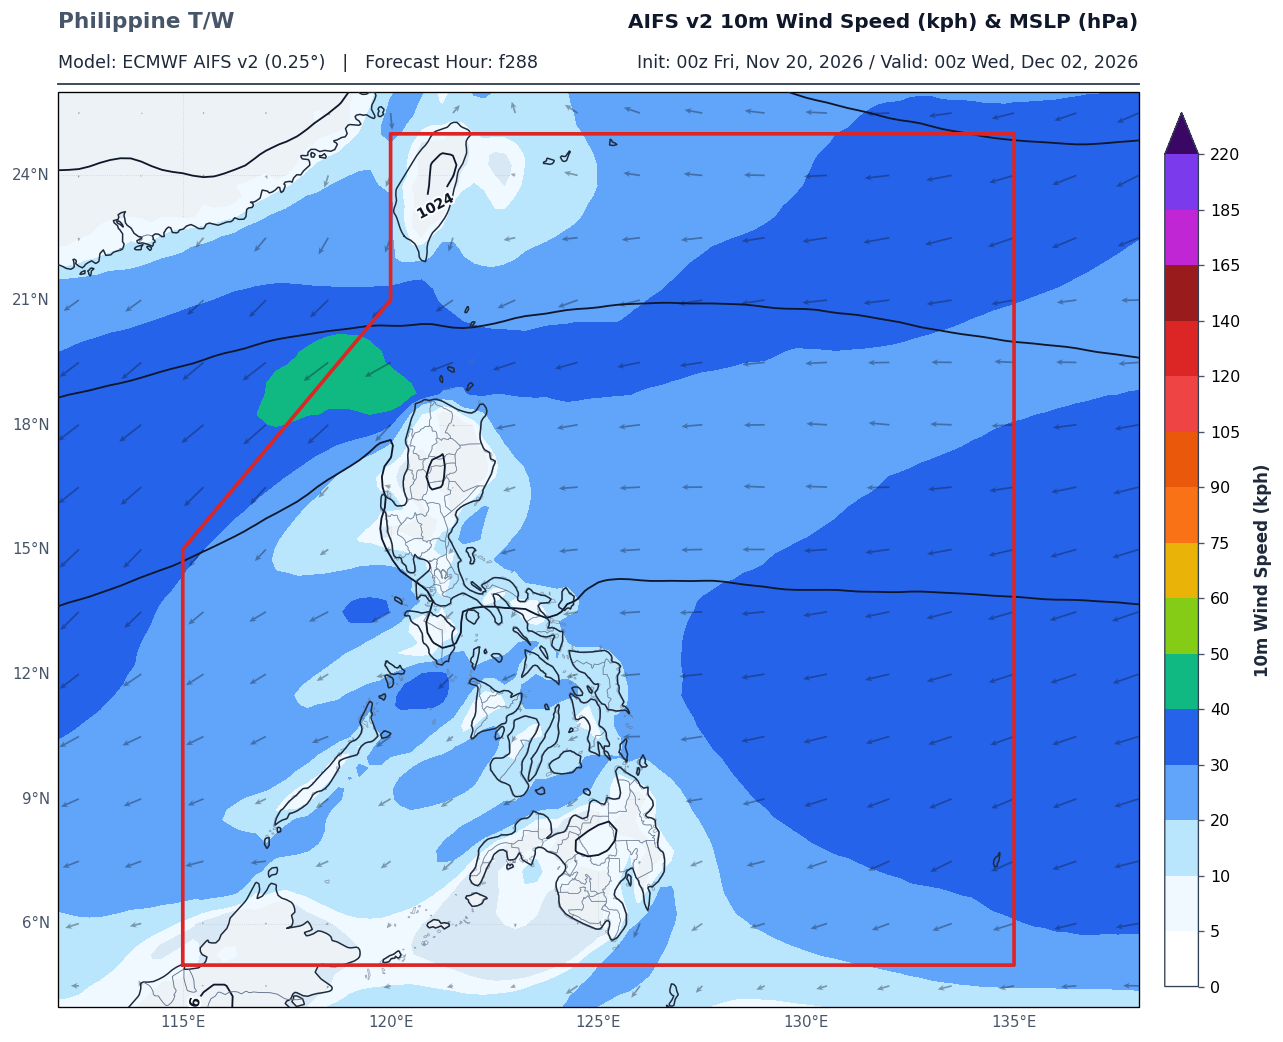 Philippine T/W
AIFS v2 10m Wind Speed (kph) & MSLP (hPa)
Model: ECMWF AIFS v2 (0.25°) | Forecast Hour: f288
Init: 00z Fri, Nov 20, 2026 / Valid: 00z Wed, Dec 02, 2026
24°N
21°N
18°N
15°N
12°N
9°N
6°N
1024
115°E
120°E
125°E
130°E
135°E
220
185
165
140
120
105
90
75
60
50
40
30
20
10
5
0
10m Wind Speed (kph)